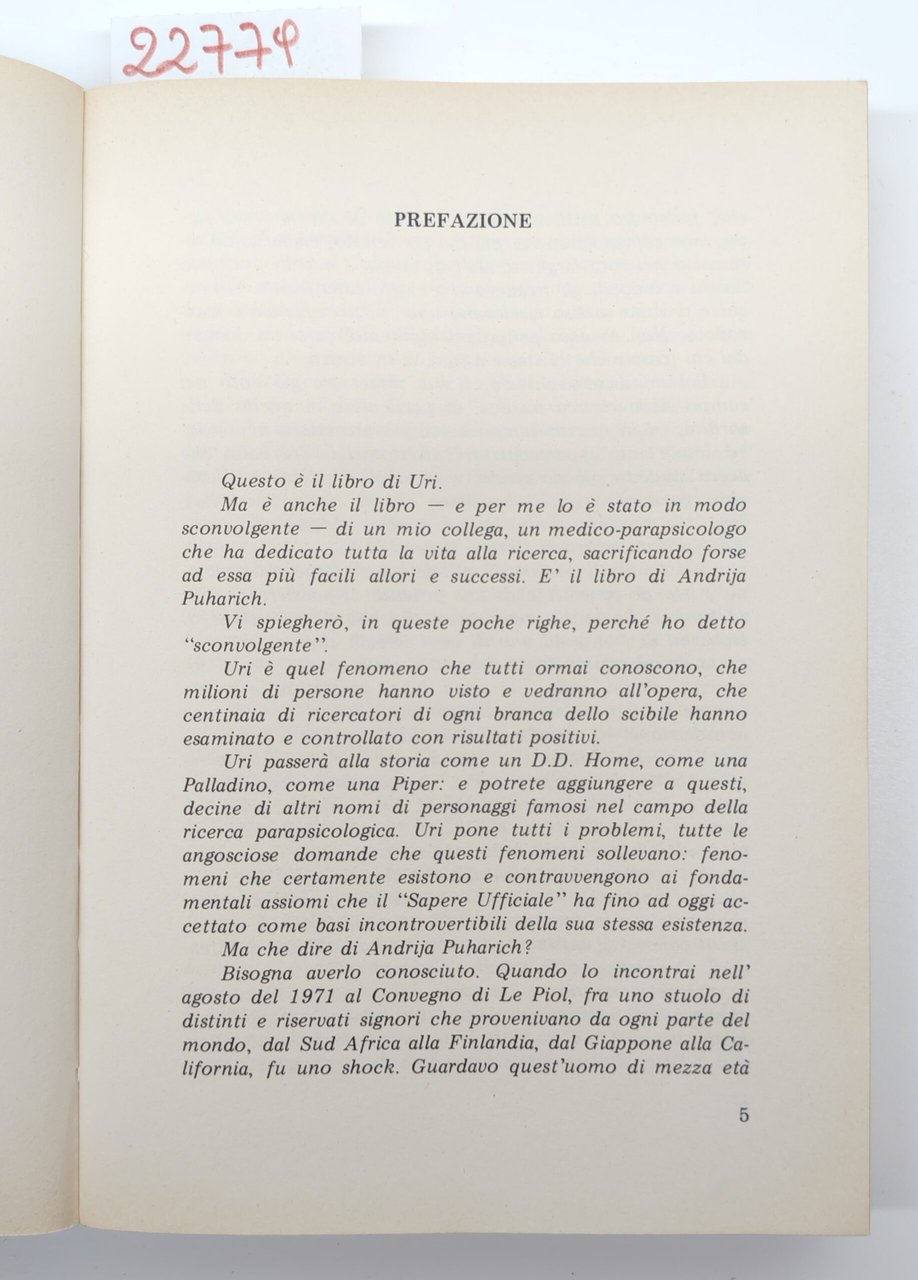 22779
PREFAZIONE
Questo è il libro di Uri.
Ma è anche il libro — e per me lo è stato in modo
sconvolgente — di un mio collega, un medico-parapsicologo
che ha dedicato tutta la vita alla ricerca, sacrificando forse
ad essa più facili allori e successi. E' il libro di Andrija
Puharich.
Vi spiegherò, in queste poche righe, perché ho detto
“sconvolgente”.
Uri è quel fenomeno che tutti ormai conoscono, che
milioni di persone hanno visto e vedranno all'opera, che
centinaia di ricercatori di ogni branca dello scibile hanno
esaminato e controllato con risultati positivi.
Uri passerà alla storia come un D.D. Home, come una
Palladino, come una Piper: e potrete aggiungere a questi,
decine di altri nomi di personaggi famosi nel campo della
ricerca parapsicologica. Uri pone tutti i problemi, tutte le
angosciose domande che questi fenomeni sollevano: feno-
meni che certamente esistono e contravvengono ai fonda-
mentali assiomi che il “Sapere Ufficiale” ha fino ad oggi ac-
cettato come basi incontrovertibili della sua stessa esistenza.
Ma che dire di Andrija Puharich?
Bisogna averlo conosciuto. Quando lo incontrai nell'
agosto del 1971 al Convegno di Le Piol, fra uno stuolo di
distinti e riservati signori che provenivano da ogni parte del
mondo, dal Sud Africa alla Finlandia, dal Giappone alla Ca-
lifornia, fu uno shock. Guardavo quest'uomo di mezza età
5